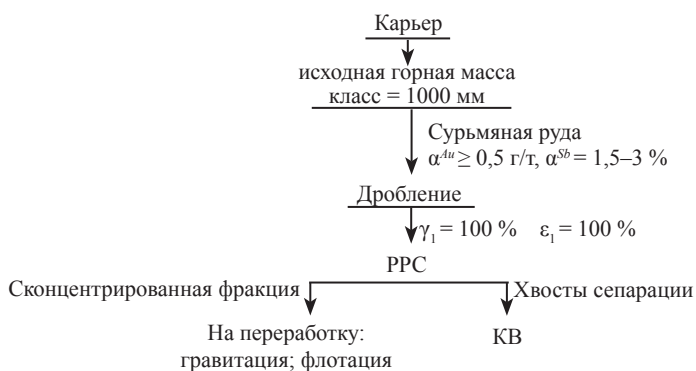 Карьер
исходная горная масса
класс = 1000 мм
Сурьмяная руда
α^Au ≥ 0,5 г/т, α^Sb = 1,5–3 %
Дробление
γ₁ = 100 % ε₁ = 100 %
РРС
Сконцентрированная фракция
Хвосты сепарации
На переработку:
гравитация; флотация
КВ